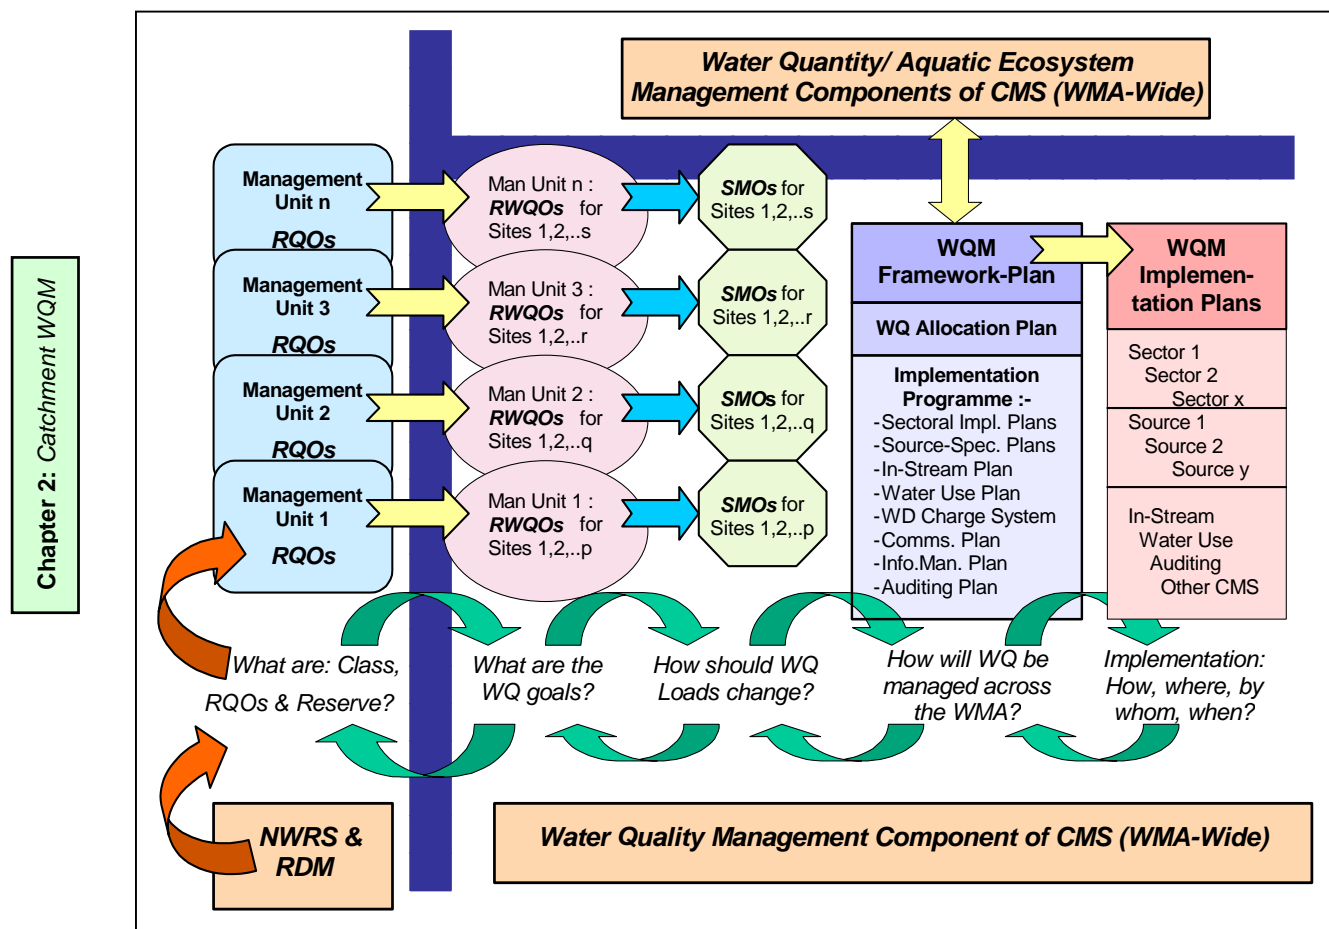 Chapter 2: Catchment WQM
Water Quantity/ Aquatic Ecosystem
Management Components of CMS (WMA-Wide)
Management
Unit n
RQOs
Man Unit n :
RWQOs for
Sites 1,2,..s
SMOs for
Sites 1,2,..s
Management
Unit 3
RQOs
Man Unit 3 :
RWQOs for
Sites 1,2,..r
SMOs for
Sites 1,2,..r
Management
Unit 2
RQOs
Man Unit 2 :
RWQOs for
Sites 1,2,..q
SMOs for
Sites 1,2,..q
Management
Unit 1
RQOs
Man Unit 1 :
RWQOs for
Sites 1,2,..p
SMOs for
Sites 1,2,..p
WQM
Framework-Plan
WQ Allocation Plan
Implementation
Programme :-
-Sectoral Impl. Plans
-Source-Spec. Plans
-In-Stream Plan
-Water Use Plan
-WD Charge System
-Comms. Plan
-Info.Man. Plan
-Auditing Plan
WQM
Implemen-
tation Plans
Sector 1
Sector 2
Sector x
Source 1
Source 2
Source y
In-Stream
Water Use
Auditing
Other CMS
What are: Class,
RQOs & Reserve?
What are the
WQ goals?
How should WQ
Loads change?
How will WQ be
managed across
the WMA?
Implementation:
How, where, by
whom, when?
NWRS &
RDM
Water Quality Management Component of CMS (WMA-Wide)